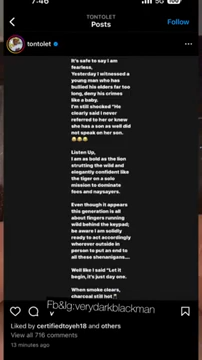 7:46
5G
TONTOLET
Posts
Follow
tontolet
It's safe to say I am
fearless,
Yesterday I witnessed a
young man who has
bullied his elders far too
long, deny his crimes
like a baby.
I'm still shocked "He
clearly said I never
referred to her or knew
she has a son as well did
not speak on her son.
😂😂😂
Listen Up,
I am as bold as the lion
strutting the wild and
elegantly confident like
the tiger on a solo
mission to dominate
foes and naysayers.
Even though it appears
this generation is all
about fingers running
wild behind the keypad;
be aware I am solidly
ready to act accordingly
wherever outside in
person to put an end to
all these shenanigans....
Well like I said "Let it
begin, it's just day one.
When smoke clears,
charcoal still hot
Fb&Ig:verydarkblackman
Liked by certifiedtoyeh18 and others
View all 716 comments
13 minutes ago